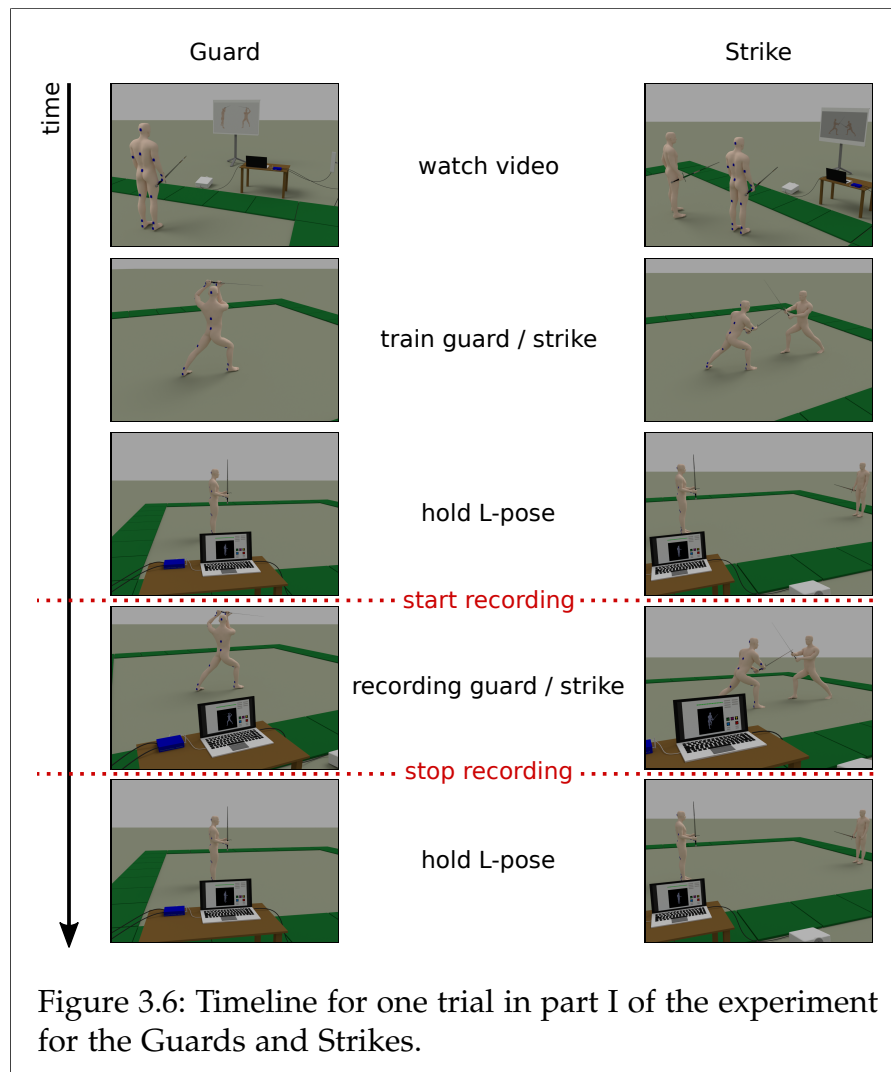 Guard
Strike
time
watch video
train guard / strike
hold L-pose
start recording
recording guard / strike
stop recording
hold L-pose
Figure 3.6: Timeline for one trial in part I of the experiment
for the Guards and Strikes.